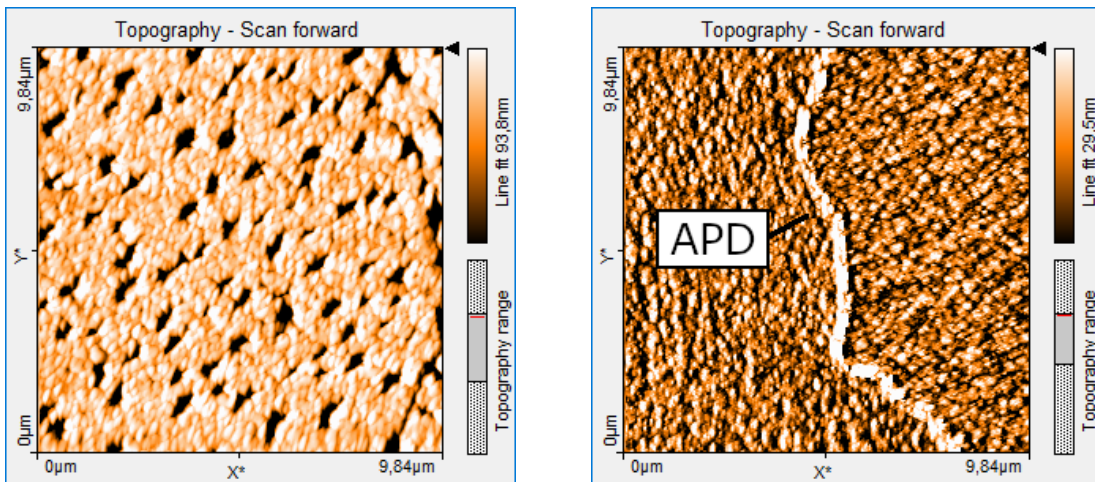 Topography - Scan forward
9,84µm
Y*
0µm
0µm
X*
9,84µm
Line fit 93,8nm
Topography range
Topography - Scan forward
9,84µm
Y*
0µm
APD
0µm
X*
9,84µm
Line fit 29,5nm
Topography range